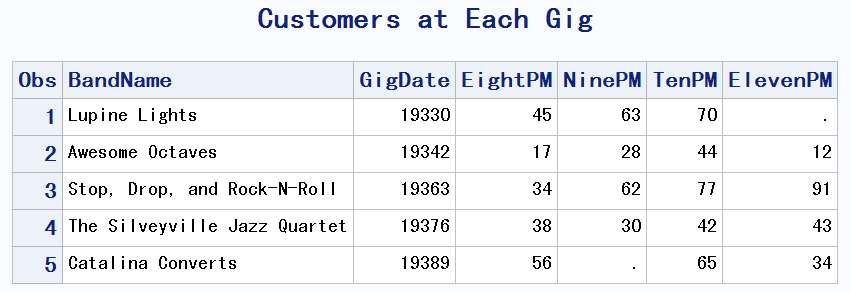 Customers at Each Gig
Obs BandName GigDate EightPM NinePM TenPM ElevenPM
1 Lupine Lights 19330 45 63 70 .
2 Awesome Octaves 19342 17 28 44 12
3 Stop, Drop, and Rock-N-Roll 19363 34 62 77 91
4 The Silveyville Jazz Quartet 19376 38 30 42 43
5 Catalina Converts 19389 56 . 65 34